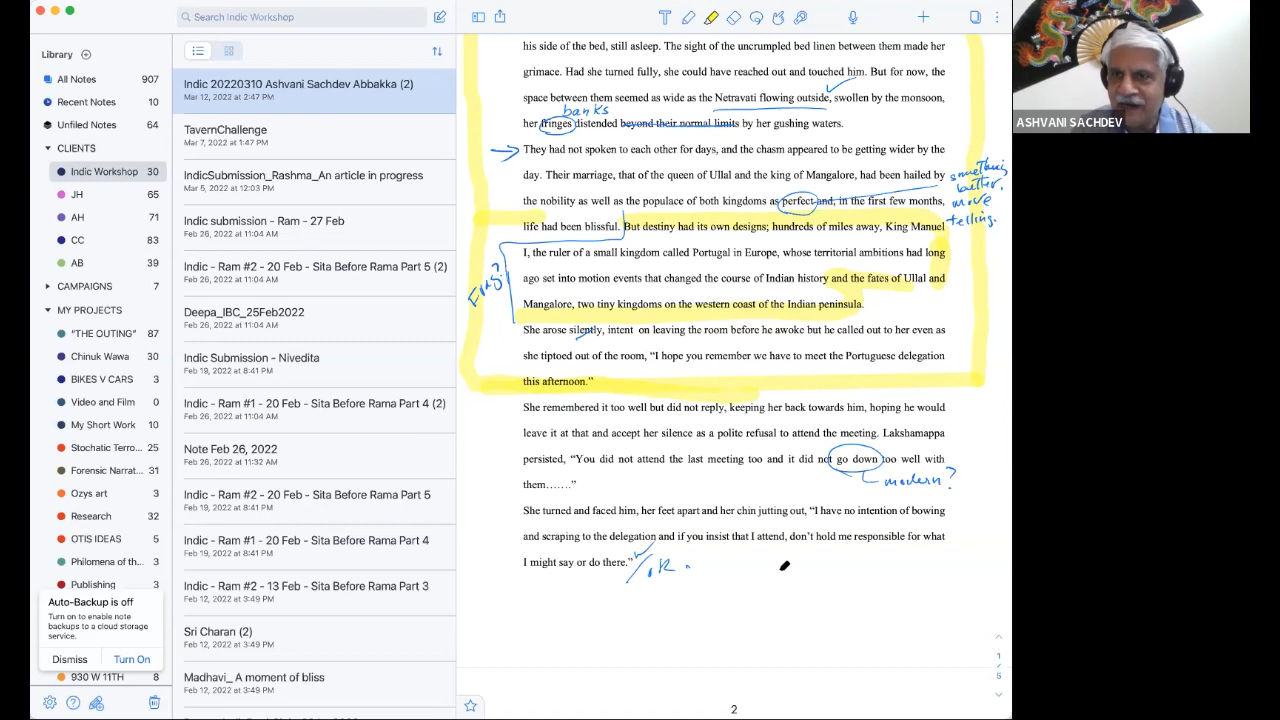 Search Indic Workshop
Library
All Notes 907
Recent Notes 10
Unfiled Notes 64
CLIENTS
Indic Workshop 30
JH 65
AH 71
CC 83
AB 39
CAMPAIGNS
MY PROJECTS
"THE OUTING" 87
Chinuk Wawa 30
BIKES V CARS 3
Video and Film 0
My Short Work 10
Stochatic Terro... 25
Forensic Narrat... 31
Ozys art 3
Research 32
OTIS IDEAS 5
Philomena of th...
Publishing
Auto-Backup is off
Turn on to enable note
backups to a cloud storage
service.
Dismiss Turn On
930 W 11TH 8
Indic 20220310 Ashvani Sachdev Abbakka (2)
Mar 12, 2022 at 2:47 PM
TavernChallenge
Mar 7, 2022 at 1:47 PM
IndicSubmission_Ranjeeta_An article in progress
Mar 5, 2022 at 12:03 PM
Indic submission - Ram - 27 Feb
Feb 26, 2022 at 9:43 PM
Indic - Ram #2 - 20 Feb - Sita Before Rama Part 5 (2)
Feb 26, 2022 at 11:04 AM
Deepa_IBC_25Feb2022
Feb 26, 2022 at 11:04 AM
Indic Submission - Nivedita
Feb 19, 2022 at 8:41 PM
Indic - Ram #1 - 20 Feb - Sita Before Rama Part 4 (2)
Feb 26, 2022 at 11:04 AM
Note Feb 26, 2022
Feb 26, 2022 at 11:32 AM
Indic - Ram #2 - 20 Feb - Sita Before Rama Part 5
Feb 19, 2022 at 8:41 PM
Indic - Ram #1 - 20 Feb - Sita Before Rama Part 4
Feb 19, 2022 at 8:41 PM
Indic - Ram #2 - 13 Feb - Sita Before Rama Part 3
Feb 12, 2022 at 3:49 PM
Sri Charan (2)
Feb 12, 2022 at 3:49 PM
Madhavi_ A moment of bliss
Feb 12, 2022 at 3:49 PM
his side of the bed, still asleep. The sight of the uncrumpled bed linen between them made her
grimace. Had she turned fully, she could have reached out and touched him. But for now, the
space between them seemed as wide as the Netravati flowing outside, swollen by the monsoon,
banks
her fringes distended beyond their normal limits by her gushing waters.
They had not spoken to each other for days, and the chasm appeared to be getting wider by the
day. Their marriage, that of the queen of Ullal and the king of Mangalore, had been hailed by
the nobility as well as the populace of both kingdoms as perfect and, in the first few months,
something
better.
more
telling.
life had been blissful. But destiny had its own designs; hundreds of miles away, King Manuel
I, the ruler of a small kingdom called Portugal in Europe, whose territorial ambitions had long
ago set into motion events that changed the course of Indian history and the fates of Ullal and
Frag?
Mangalore, two tiny kingdoms on the western coast of the Indian peninsula.
She arose silently, intent on leaving the room before he awoke but he called out to her even as
she tiptoed out of the room, “I hope you remember we have to meet the Portuguese delegation
this afternoon.”
She remembered it too well but did not reply, keeping her back towards him, hoping he would
leave it at that and accept her silence as a polite refusal to attend the meeting. Lakshamappa
persisted, “You did not attend the last meeting too and it did not go down too well with
modern?
them…….”
She turned and faced him, her feet apart and her chin jutting out, “I have no intention of bowing
and scraping to the delegation and if you insist that I attend, don’t hold me responsible for what
I might say or do there.”
OK.
1
/
6
2
ASHVANI SACHDEV